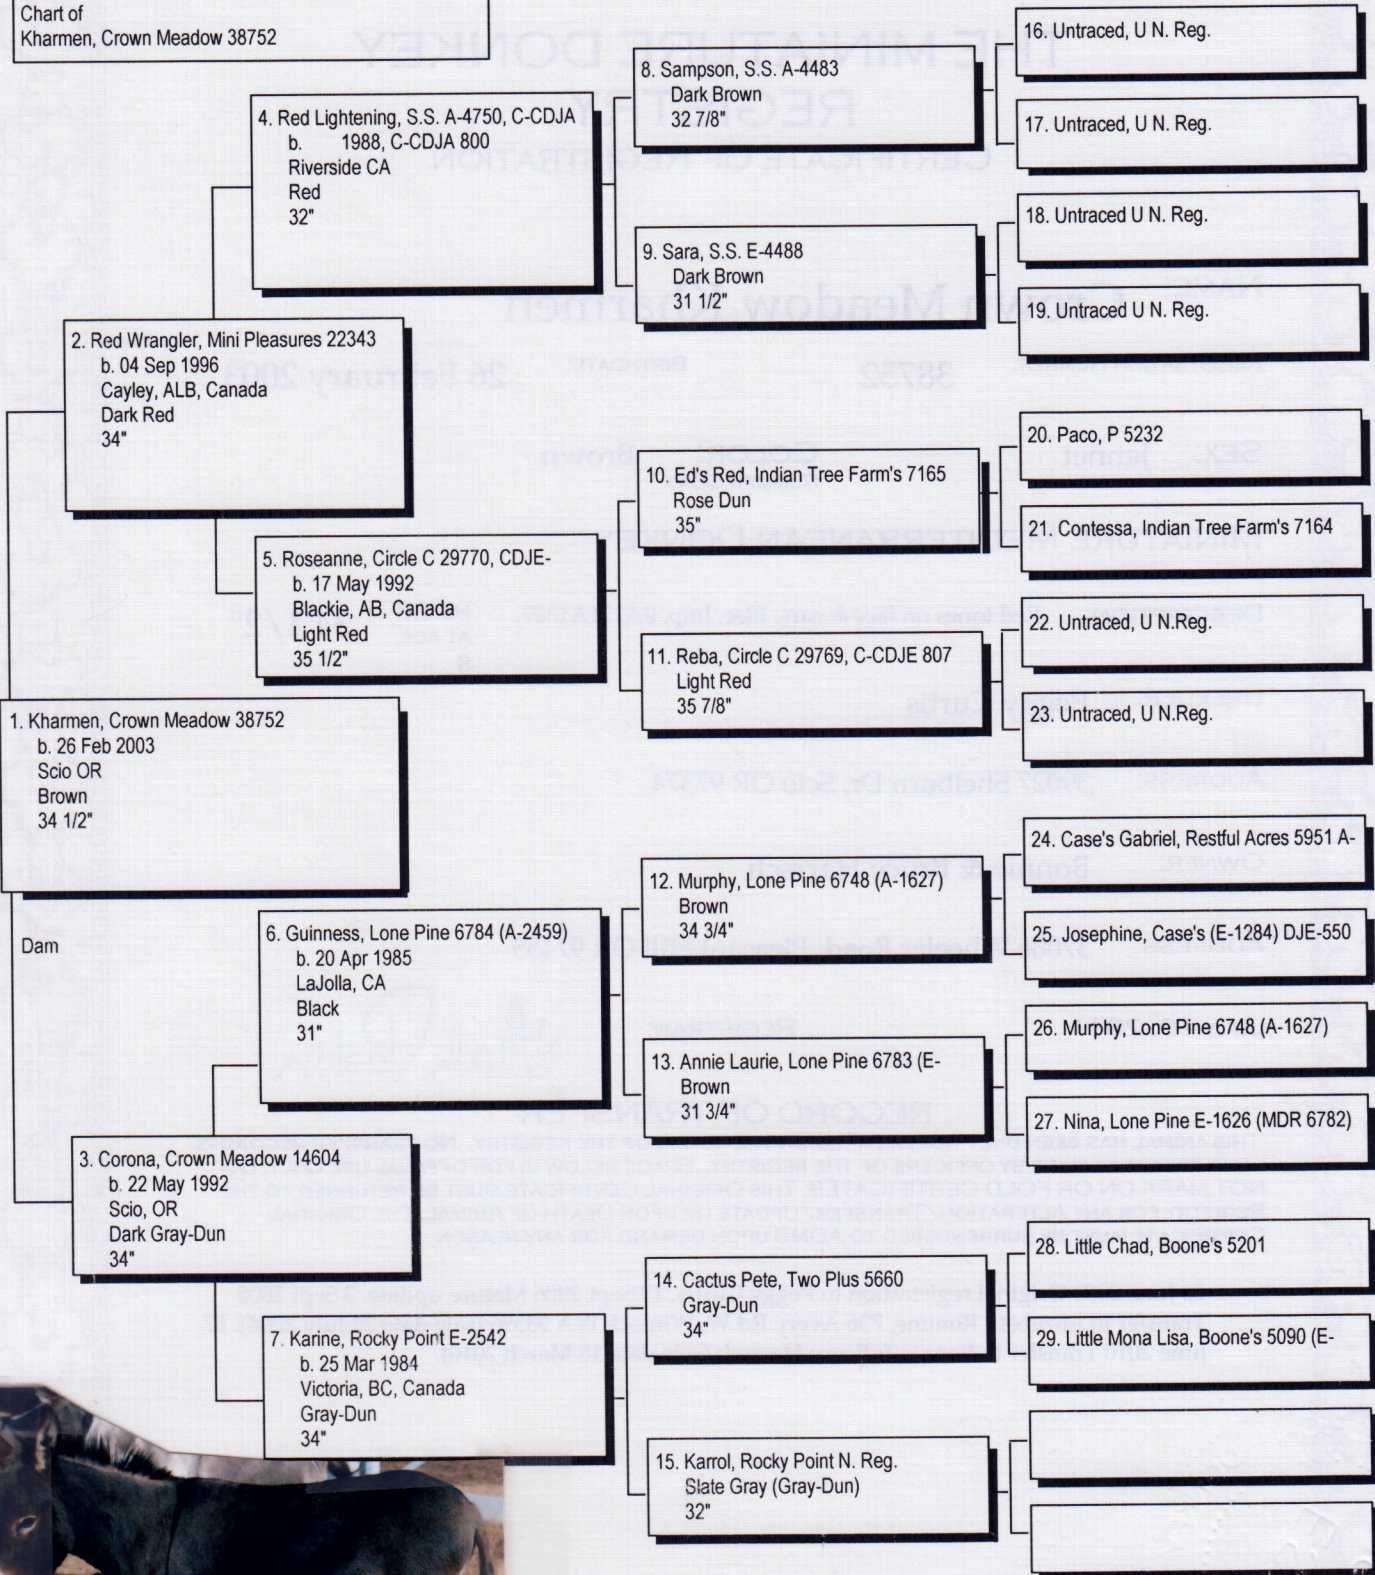 Chart of
Kharmen, Crown Meadow 38752
1. Kharmen, Crown Meadow 38752
b. 26 Feb 2003
Scio OR
Brown
34 1/2"
Dam
2. Red Wrangler, Mini Pleasures 22343
b. 04 Sep 1996
Cayley, ALB, Canada
Dark Red
34"
3. Corona, Crown Meadow 14604
b. 22 May 1992
Scio, OR
Dark Gray-Dun
34"
4. Red Lightening, S.S. A-4750, C-CDJA
b. 1988, C-CDJA 800
Riverside CA
Red
32"
5. Roseanne, Circle C 29770, CDJE-
b. 17 May 1992
Blackie, AB, Canada
Light Red
35 1/2"
6. Guinness, Lone Pine 6784 (A-2459)
b. 20 Apr 1985
LaJolla, CA
Black
31"
7. Karine, Rocky Point E-2542
b. 25 Mar 1984
Victoria, BC, Canada
Gray-Dun
34"
8. Sampson, S.S. A-4483
Dark Brown
32 7/8"
9. Sara, S.S. E-4488
Dark Brown
31 1/2"
10. Ed's Red, Indian Tree Farm's 7165
Rose Dun
35"
11. Reba, Circle C 29769, C-CDJE 807
Light Red
35 7/8"
12. Murphy, Lone Pine 6748 (A-1627)
Brown
34 3/4"
13. Annie Laurie, Lone Pine 6783 (E-
Brown
31 3/4"
14. Cactus Pete, Two Plus 5660
Gray-Dun
34"
15. Karrol, Rocky Point N. Reg.
Slate Gray (Gray-Dun)
32"
16. Untraced, U N. Reg.
17. Untraced, U N. Reg.
18. Untraced U N. Reg.
19. Untraced U N. Reg.
20. Paco, P 5232
21. Contessa, Indian Tree Farm's 7164
22. Untraced, U N.Reg.
23. Untraced, U N.Reg.
24. Case's Gabriel, Restful Acres 5951 A-
25. Josephine, Case's (E-1284) DJE-550
26. Murphy, Lone Pine 6748 (A-1627)
27. Nina, Lone Pine E-1626 (MDR 6782)
28. Little Chad, Boone's 5201
29. Little Mona Lisa, Boone's 5090 (E-